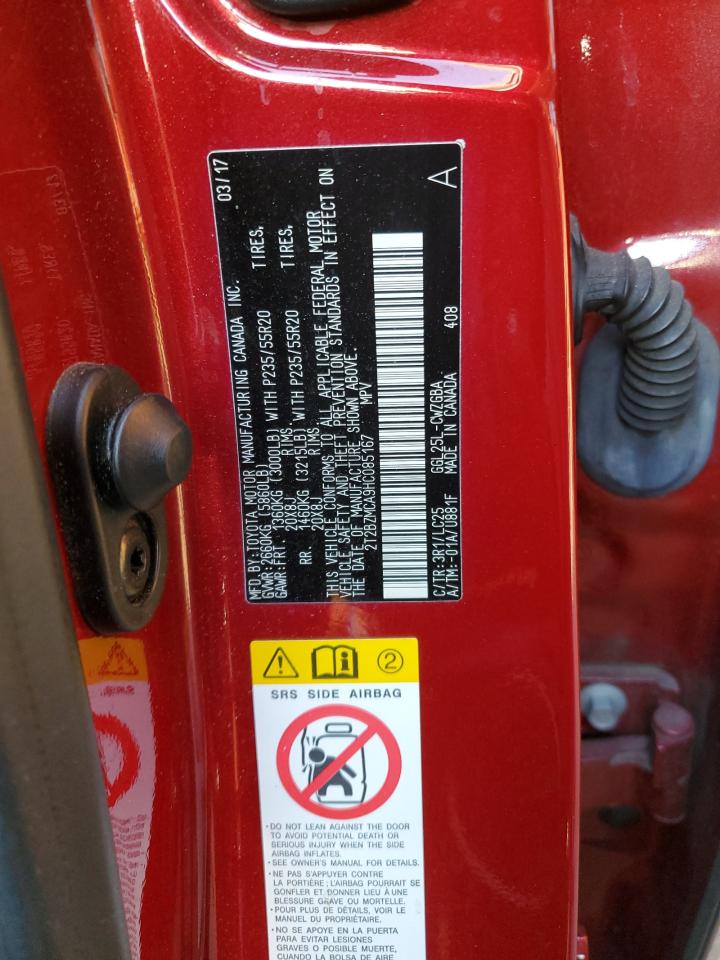 MFD.BY:TOYOTA MOTOR MANUFACTURING CANADA INC. 03/17
GVWR:2660KG (5860LB)
GAWR:FRT. 1360KG (3000LB) WITH P235/55R20 TIRES,
20X8J RIMS.
RR. 1460KG (3215LB) WITH P235/55R20 TIRES,
20X8J RIMS.
THIS VEHICLE CONFORMS TO ALL APPLICABLE FEDERAL MOTOR
VEHICLE SAFETY AND THEFT PREVENTION STANDARDS IN EFFECT ON
THE DATE OF MANUFACTURE SHOWN ABOVE.
2T2BZMCA9HC085167 MPV
A
C/TR:3R1/LC25 GGL25L-CWZGBA 408
A/TM:-01A/U881F MADE IN CANADA
2
SRS SIDE AIRBAG
• DO NOT LEAN AGAINST THE DOOR
TO AVOID POTENTIAL DEATH OR
SERIOUS INJURY WHEN THE SIDE
AIRBAG INFLATES.
• SEE OWNER'S MANUAL FOR DETAILS.
• NE PAS S'APPUYER CONTRE
LA PORTIÈRE ; L'AIRBAG POURRAIT SE
GONFLER ET DONNER LIEU À UNE
BLESSURE GRAVE OU MORTELLE.
• POUR PLUS DE DÉTAILS, VOIR LE
MANUEL DU PROPRIÉTAIRE.
• NO SE APOYE EN LA PUERTA
PARA EVITAR LESIONES
GRAVES O POSIBLE MUERTE,
CUANDO LA BOLSA DE AIRE